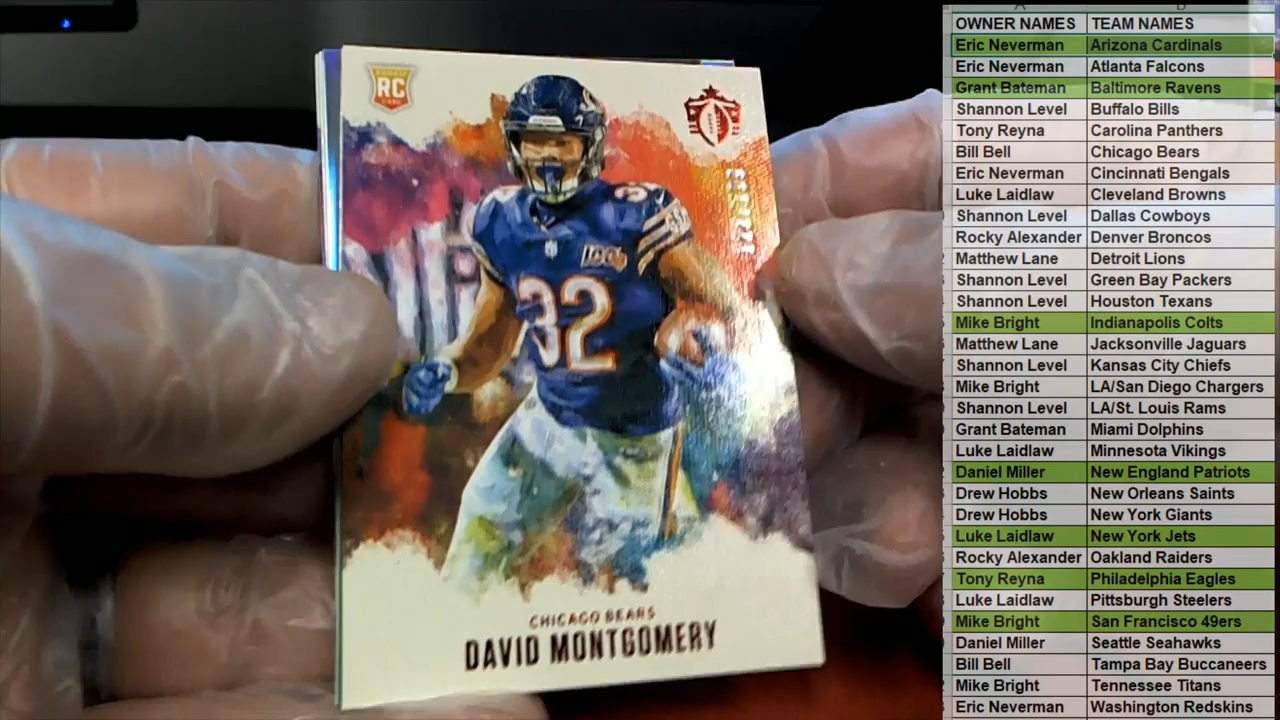 ROOKIE
RC
CARD
32
100
32
CHICAGO BEARS
DAVID MONTGOMERY
A B
OWNER NAMES TEAM NAMES
Eric Neverman Arizona Cardinals
Eric Neverman Atlanta Falcons
Grant Bateman Baltimore Ravens
Shannon Level Buffalo Bills
Tony Reyna Carolina Panthers
Bill Bell Chicago Bears
Eric Neverman Cincinnati Bengals
Luke Laidlaw Cleveland Browns
Shannon Level Dallas Cowboys
Rocky Alexander Denver Broncos
Matthew Lane Detroit Lions
Shannon Level Green Bay Packers
Shannon Level Houston Texans
Mike Bright Indianapolis Colts
Matthew Lane Jacksonville Jaguars
Shannon Level Kansas City Chiefs
Mike Bright LA/San Diego Chargers
Shannon Level LA/St. Louis Rams
Grant Bateman Miami Dolphins
Luke Laidlaw Minnesota Vikings
Daniel Miller New England Patriots
Drew Hobbs New Orleans Saints
Drew Hobbs New York Giants
Luke Laidlaw New York Jets
Rocky Alexander Oakland Raiders
Tony Reyna Philadelphia Eagles
Luke Laidlaw Pittsburgh Steelers
Mike Bright San Francisco 49ers
Daniel Miller Seattle Seahawks
Bill Bell Tampa Bay Buccaneers
Mike Bright Tennessee Titans
Eric Neverman Washington Redskins